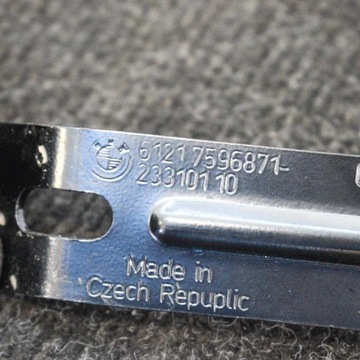 61217596871-
23310110
Made in
Czech Repuplic